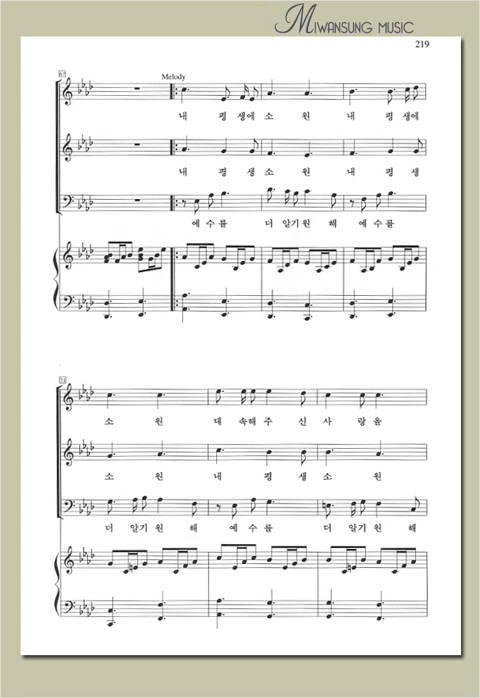 MIWANSUNG MUSIC
219
67
Melody
내 평 생에 소 원 내 평 생에
내 평 생 소 원 내 평 생
예 수를 더 알기 원 해 예 수를
소 원 대 속해 주 신 사 랑을
소 원 내 평 생 소 원
더 알기 원 해 예 수를 더 알기 원 해